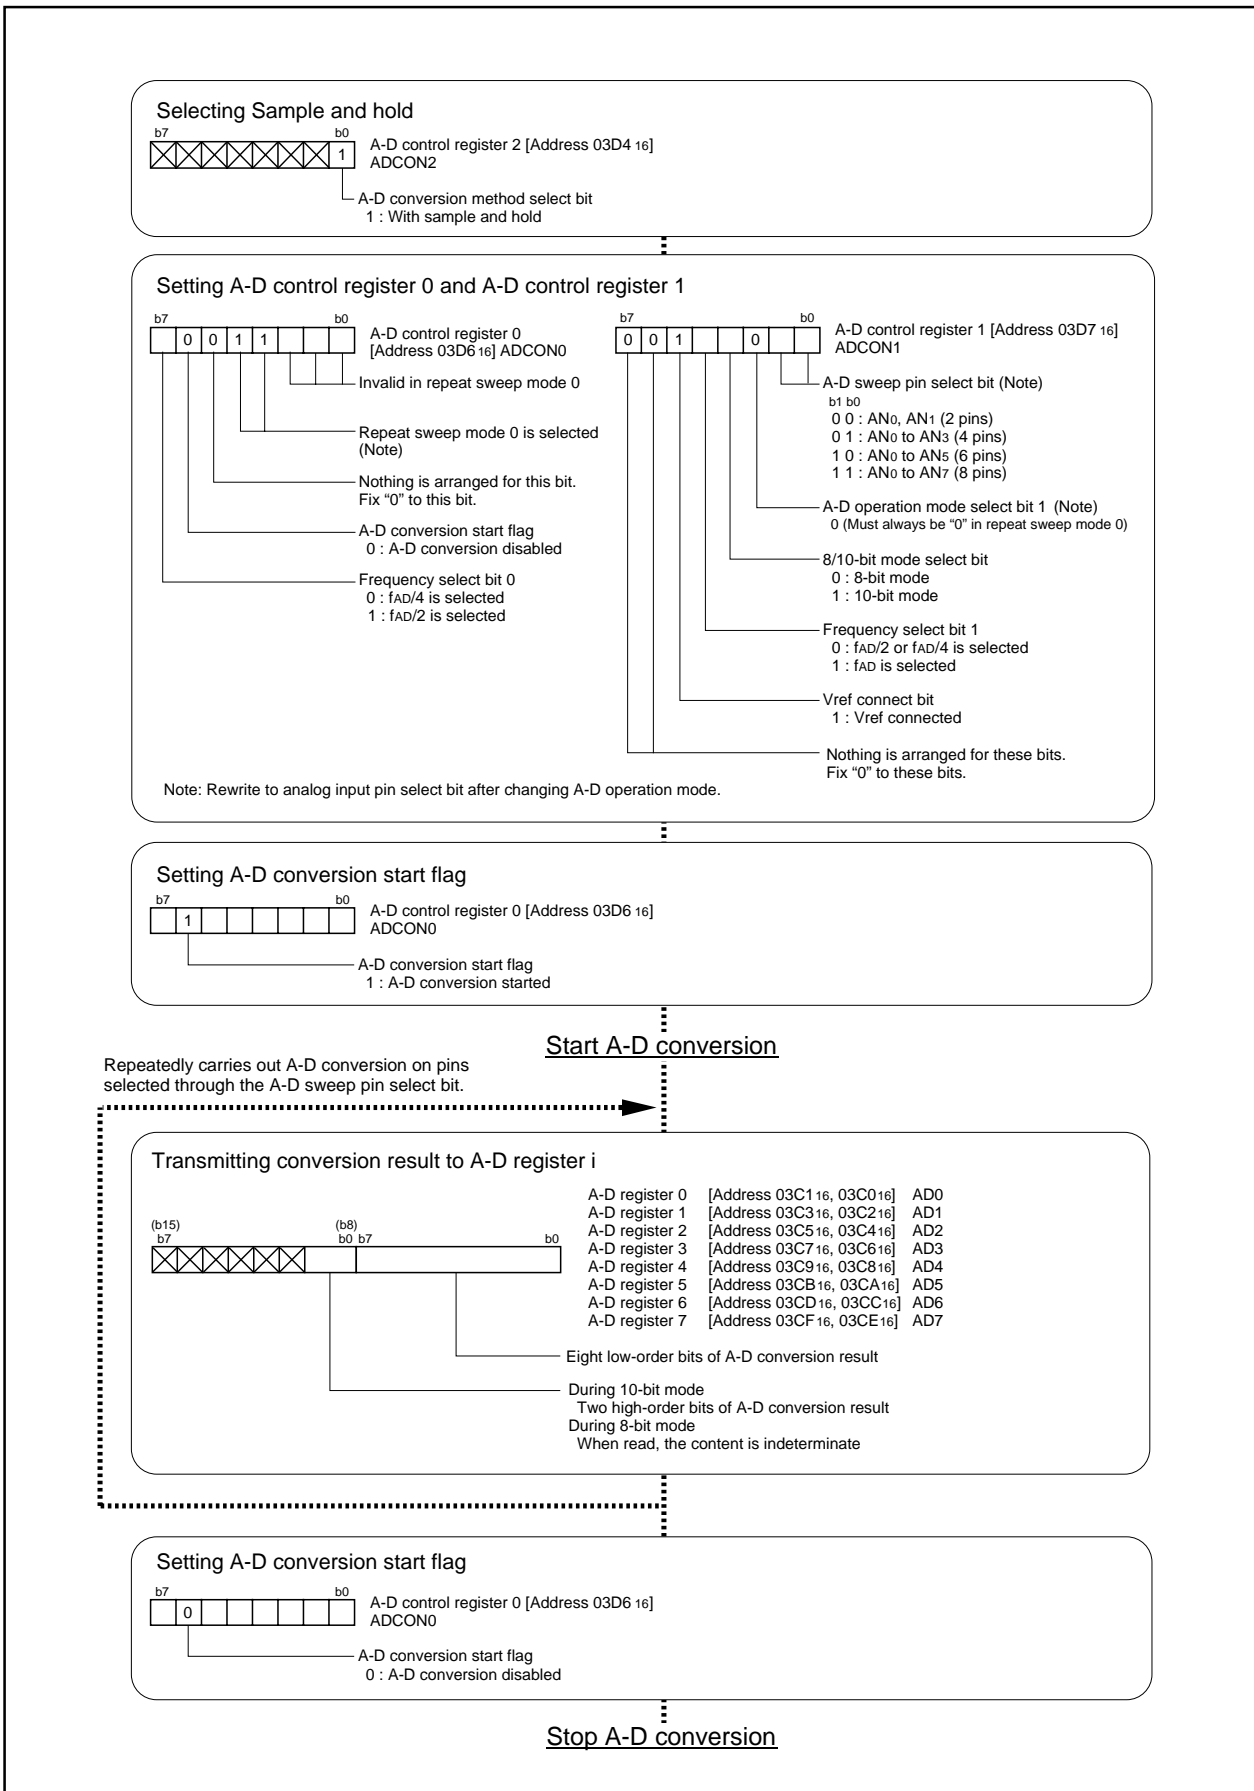 Selecting Sample and hold
b7 b0
1
A-D control register 2 [Address 03D4 16]
ADCON2
A-D conversion method select bit
1 : With sample and hold
Setting A-D control register 0 and A-D control register 1
b7 b0
0 0 1 1
A-D control register 0
[Address 03D6 16] ADCON0
Invalid in repeat sweep mode 0
Repeat sweep mode 0 is selected
(Note)
Nothing is arranged for this bit.
Fix “0” to this bit.
A-D conversion start flag
0 : A-D conversion disabled
Frequency select bit 0
0 : fAD/4 is selected
1 : fAD/2 is selected
b7 b0
0 0 1 0
A-D control register 1 [Address 03D7 16]
ADCON1
A-D sweep pin select bit (Note)
b1 b0
0 0 : AN0, AN1 (2 pins)
0 1 : AN0 to AN3 (4 pins)
1 0 : AN0 to AN5 (6 pins)
1 1 : AN0 to AN7 (8 pins)
A-D operation mode select bit 1 (Note)
0 (Must always be “0” in repeat sweep mode 0)
8/10-bit mode select bit
0 : 8-bit mode
1 : 10-bit mode
Frequency select bit 1
0 : fAD/2 or fAD/4 is selected
1 : fAD is selected
Vref connect bit
1 : Vref connected
Nothing is arranged for these bits.
Fix “0” to these bits.
Note: Rewrite to analog input pin select bit after changing A-D operation mode.
Setting A-D conversion start flag
b7 b0
1
A-D control register 0 [Address 03D6 16]
ADCON0
A-D conversion start flag
1 : A-D conversion started
Start A-D conversion
Repeatedly carries out A-D conversion on pins
selected through the A-D sweep pin select bit.
Transmitting conversion result to A-D register i
(b15) (b8)
b7 b0 b7 b0
A-D register 0 [Address 03C1 16, 03C0 16] AD0
A-D register 1 [Address 03C3 16, 03C2 16] AD1
A-D register 2 [Address 03C5 16, 03C4 16] AD2
A-D register 3 [Address 03C7 16, 03C6 16] AD3
A-D register 4 [Address 03C9 16, 03C8 16] AD4
A-D register 5 [Address 03CB 16, 03CA 16] AD5
A-D register 6 [Address 03CD 16, 03CC 16] AD6
A-D register 7 [Address 03CF 16, 03CE 16] AD7
Eight low-order bits of A-D conversion result
During 10-bit mode
Two high-order bits of A-D conversion result
During 8-bit mode
When read, the content is indeterminate
Setting A-D conversion start flag
b7 b0
0
A-D control register 0 [Address 03D6 16]
ADCON0
A-D conversion start flag
0 : A-D conversion disabled
Stop A-D conversion